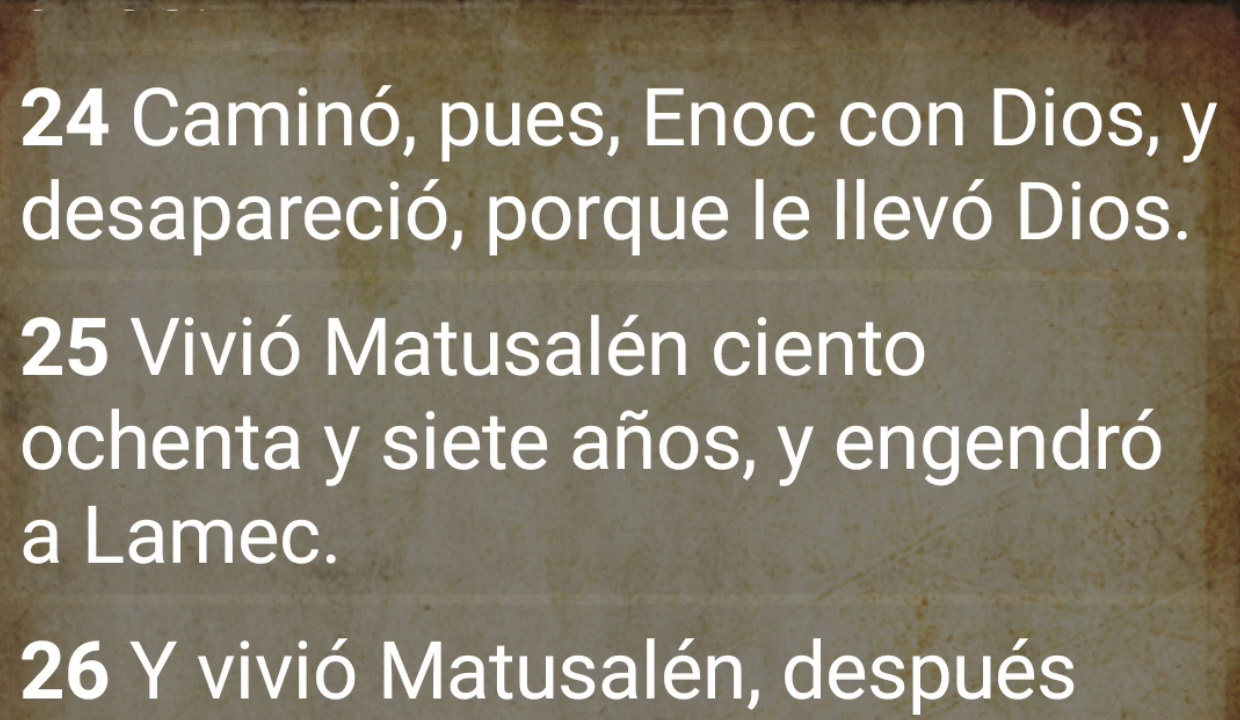 24 Caminó, pues, Enoc con Dios, y
desapareció, porque le llevó Dios.
25 Vivió Matusalén ciento
ochenta y siete años, y engendró
a Lamec.
26 Y vivió Matusalén, después